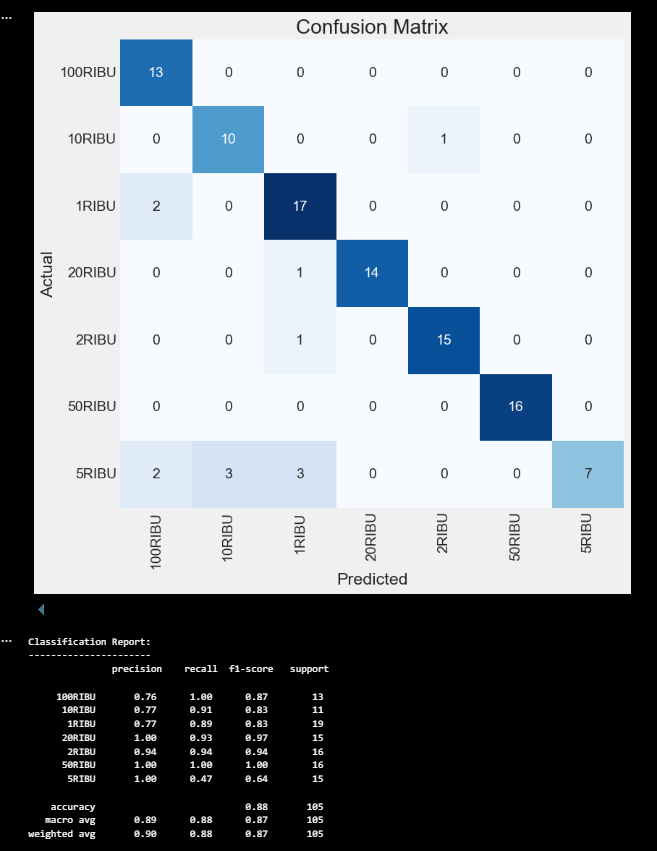 Confusion Matrix
100RIBU 13 0 0 0 0 0 0
10RIBU 0 10 0 0 1 0 0
1RIBU 2 0 17 0 0 0 0
20RIBU 0 0 1 14 0 0 0
2RIBU 0 0 1 0 15 0 0
50RIBU 0 0 0 0 0 16 0
5RIBU 2 3 3 0 0 0 7
Actual
100RIBU 10RIBU 1RIBU 20RIBU 2RIBU 50RIBU 5RIBU
Predicted
... Classification Report:
----------------------
precision recall f1-score support
100RIBU 0.76 1.00 0.87 13
10RIBU 0.77 0.91 0.83 11
1RIBU 0.77 0.89 0.83 19
20RIBU 1.00 0.93 0.97 15
2RIBU 0.94 0.94 0.94 16
50RIBU 1.00 1.00 1.00 16
5RIBU 1.00 0.47 0.64 15
accuracy 0.88 105
macro avg 0.89 0.88 0.87 105
weighted avg 0.90 0.88 0.87 105